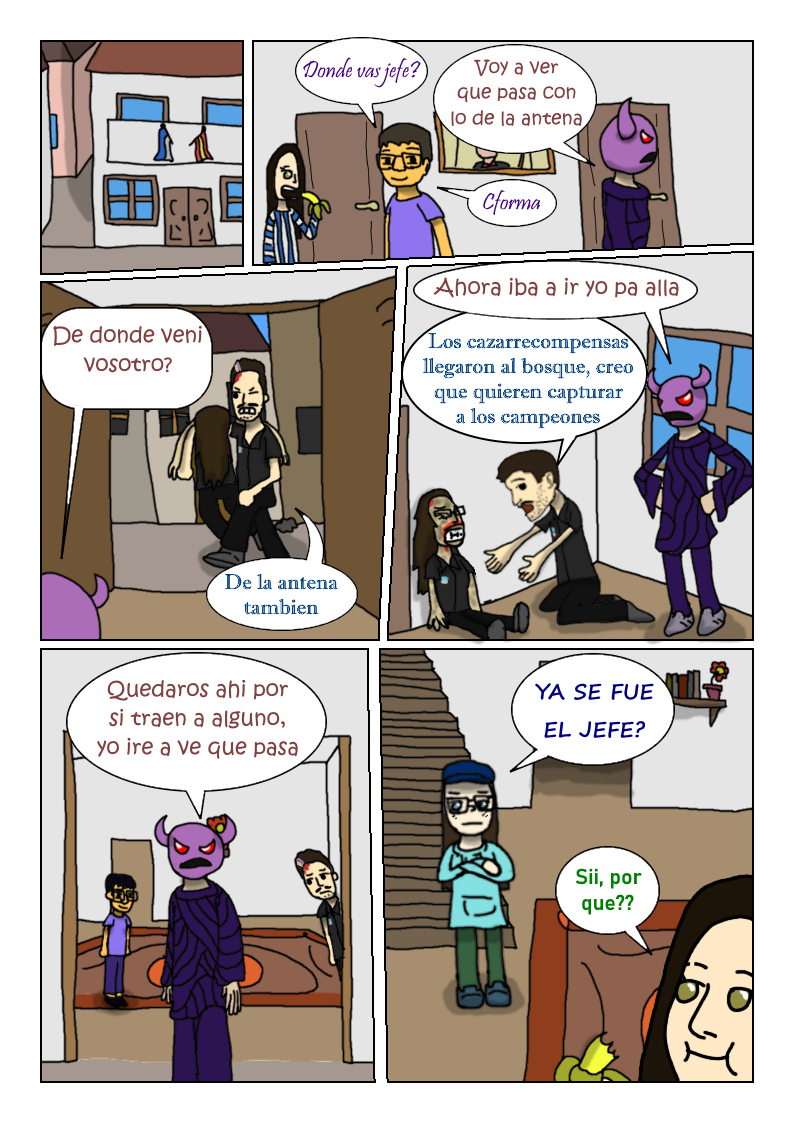 Donde vas jefe?
Voy a ver
que pasa con
lo de la antena
Cforma
De donde veni
vosotro?
De la antena
tambien
Ahora iba a ir yo pa alla
Los cazarrecompensas
llegaron al bosque, creo
que quieren capturar
a los campeones
Quedaros ahi por
si traen a alguno,
yo ire a ve que pasa
YA SE FUE
EL JEFE?
Sii, por
que??